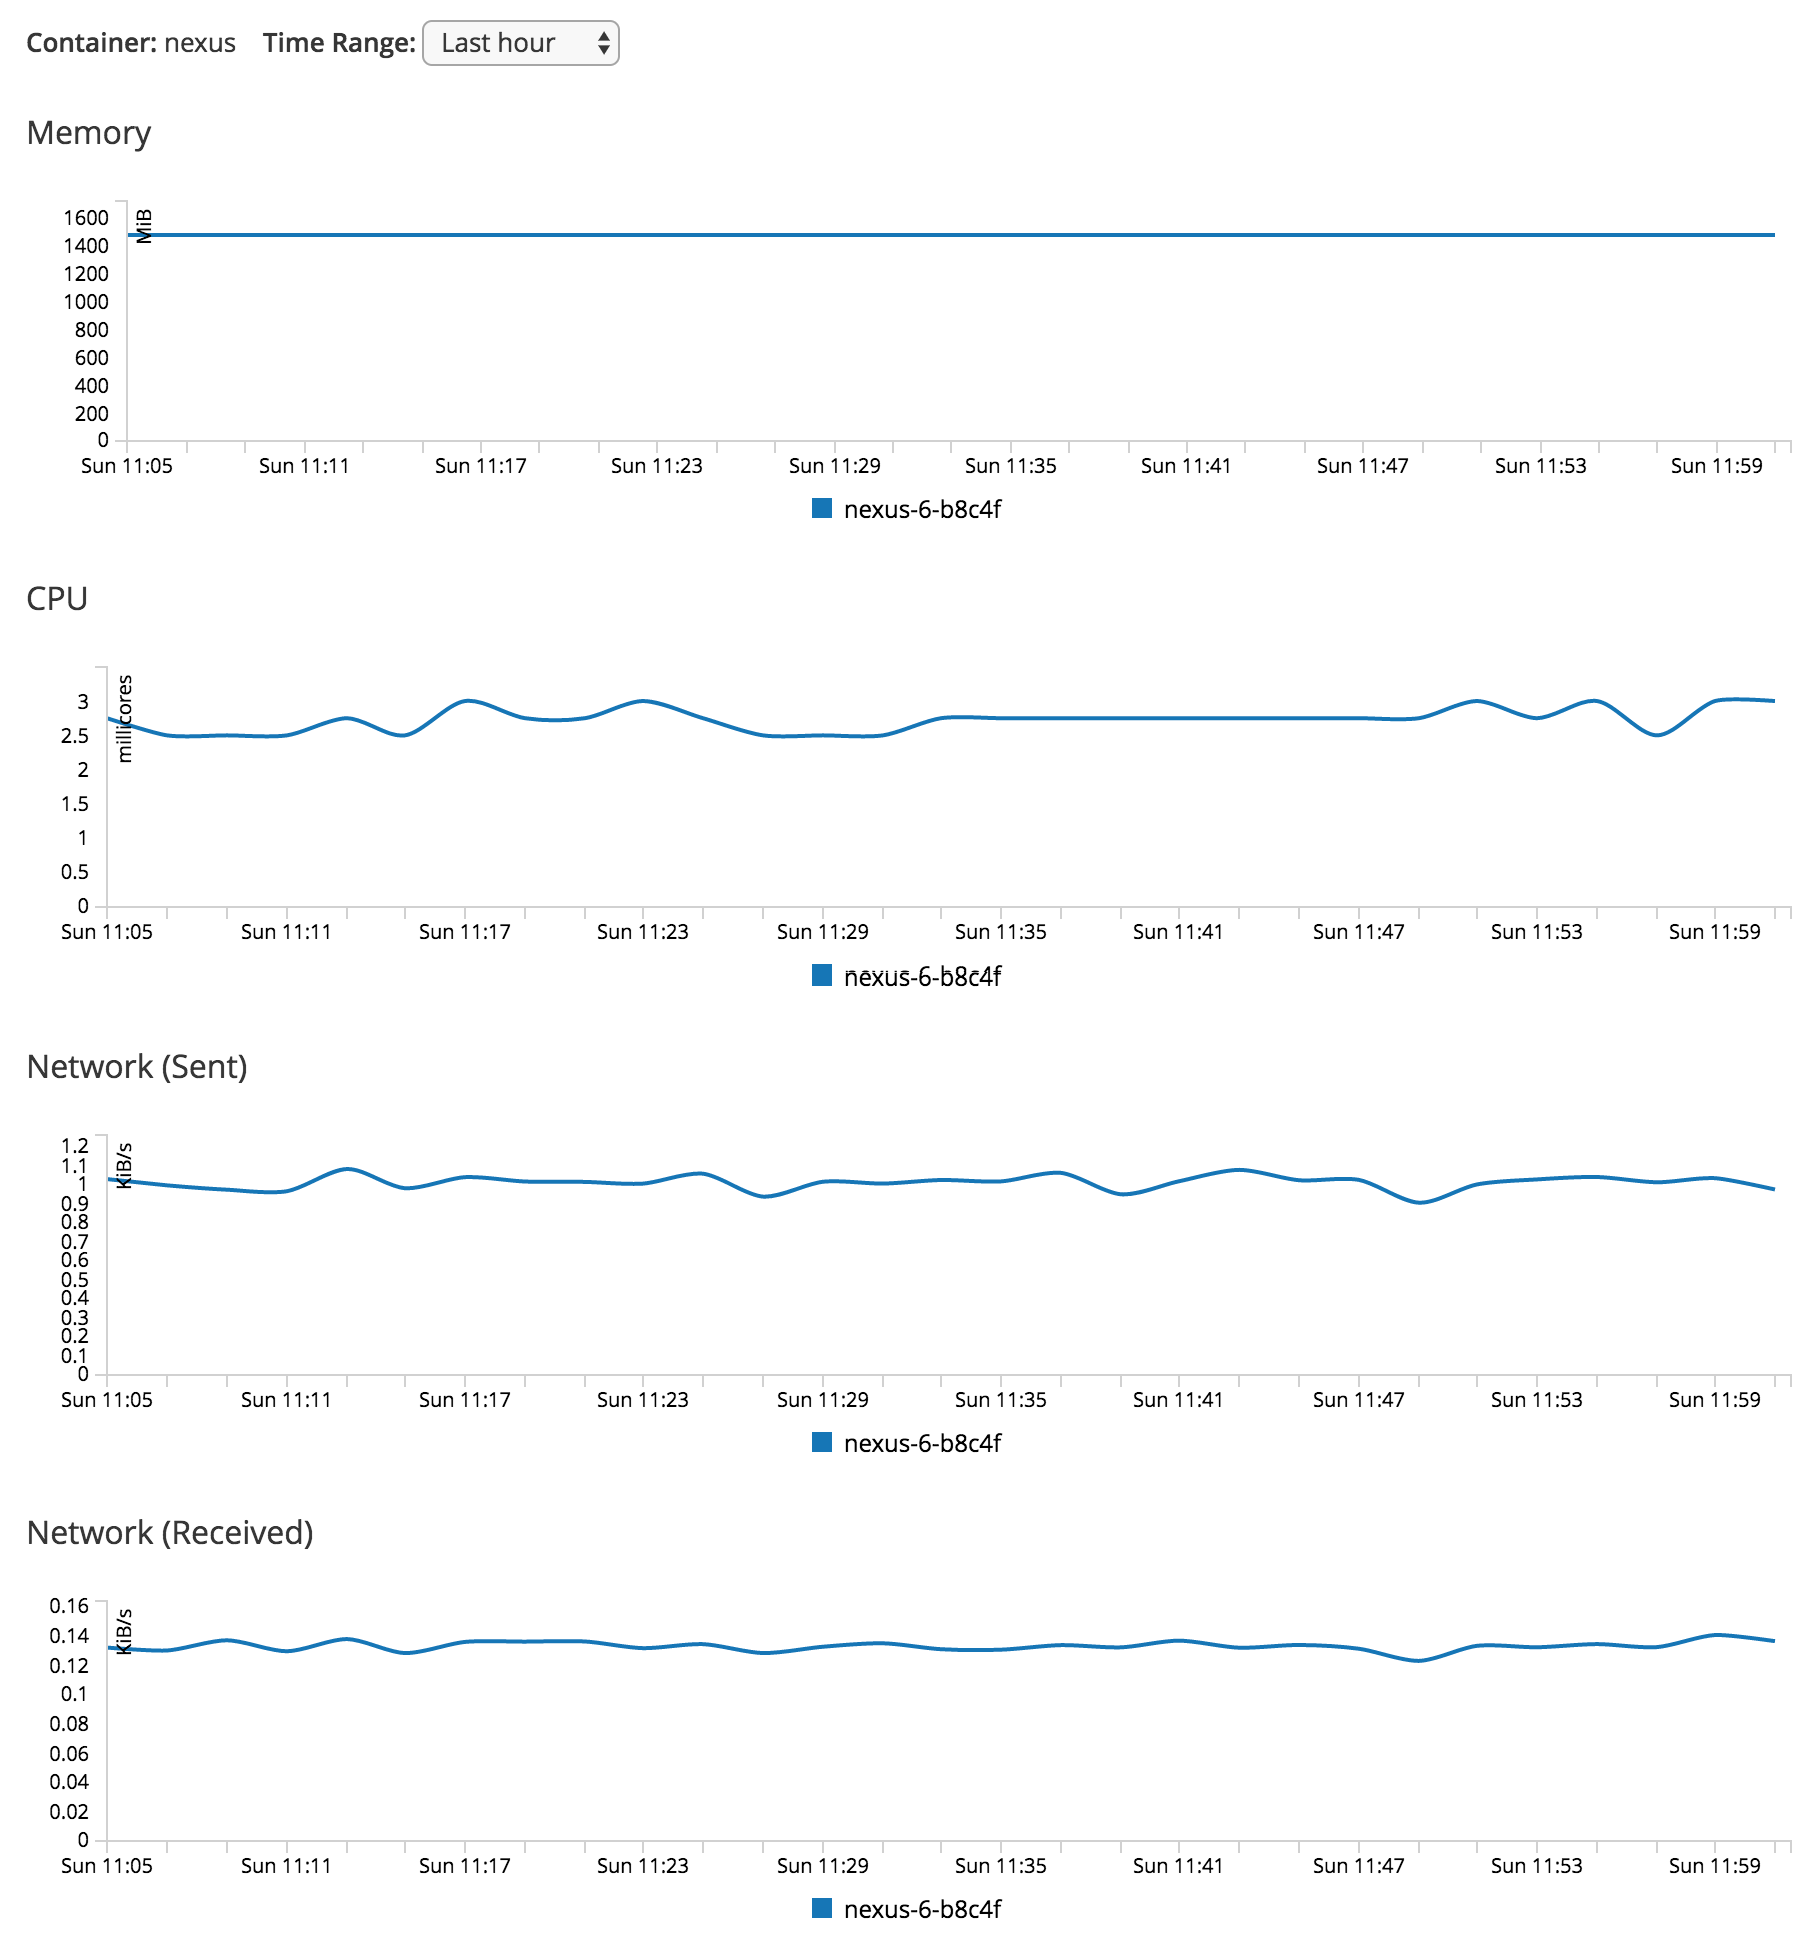 Container: nexus Time Range: Last hour
Memory
MiB
1600
1400
1200
1000
800
600
400
200
0
Sun 11:05 Sun 11:11 Sun 11:17 Sun 11:23 Sun 11:29 Sun 11:35 Sun 11:41 Sun 11:47 Sun 11:53 Sun 11:59
nexus-6-b8c4f
CPU
millicores
3
2.5
2
1.5
1
0.5
0
Sun 11:05 Sun 11:11 Sun 11:17 Sun 11:23 Sun 11:29 Sun 11:35 Sun 11:41 Sun 11:47 Sun 11:53 Sun 11:59
nexus-6-b8c4f
Network (Sent)
KiB/s
1.2
1.1
1
0.9
0.8
0.7
0.6
0.5
0.4
0.3
0.2
0.1
0
Sun 11:05 Sun 11:11 Sun 11:17 Sun 11:23 Sun 11:29 Sun 11:35 Sun 11:41 Sun 11:47 Sun 11:53 Sun 11:59
nexus-6-b8c4f
Network (Received)
KiB/s
0.16
0.14
0.12
0.1
0.08
0.06
0.04
0.02
0
Sun 11:05 Sun 11:11 Sun 11:17 Sun 11:23 Sun 11:29 Sun 11:35 Sun 11:41 Sun 11:47 Sun 11:53 Sun 11:59
nexus-6-b8c4f